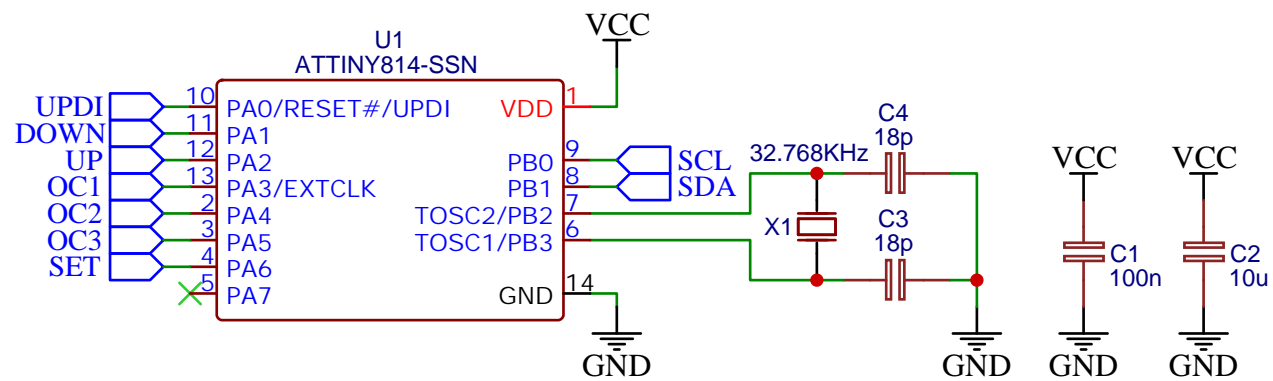 VCC
U1
ATTINY814-SSN
UPDI 10 PA0/RESET#/UPDI VDD 1
DOWN 11 PA1
UP 12 PA2 PB0 9 SCL
OC1 13 PA3/EXTCLK PB1 8 SDA
OC2 2 PA4 TOSC2/PB2 7
OC3 3 PA5 TOSC1/PB3 6
SET 4 PA6
5 PA7 GND 14
GND
C4
18p
32.768KHz
X1
C3
18p
GND
VCC
C1
100n
GND
VCC
C2
10u
GND